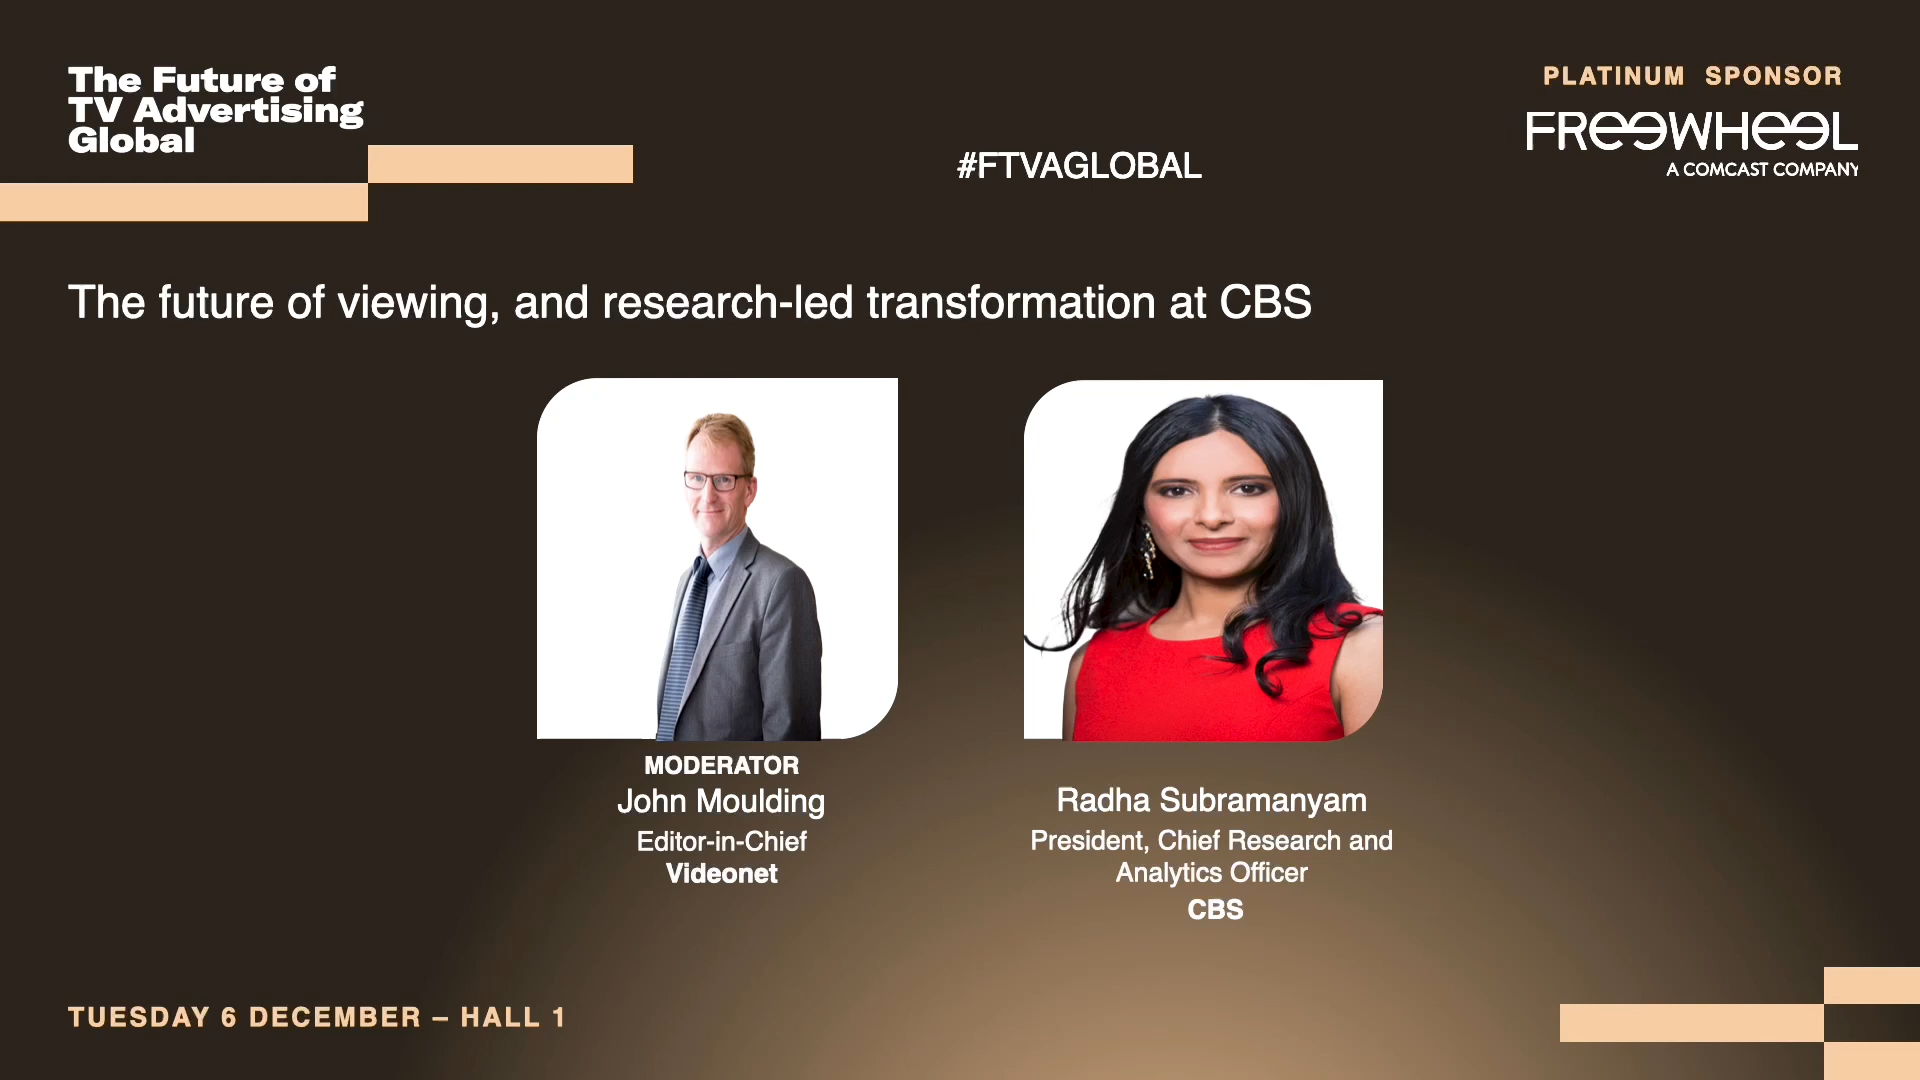 The Future of
TV Advertising
Global
PLATINUM SPONSOR
FREEWHEEL
A COMCAST COMPANY
#FTVAGLOBAL
The future of viewing, and research-led transformation at CBS
MODERATOR
John Moulding
Editor-in-Chief
Videonet
Radha Subramanyam
President, Chief Research and
Analytics Officer
CBS
TUESDAY 6 DECEMBER – HALL 1